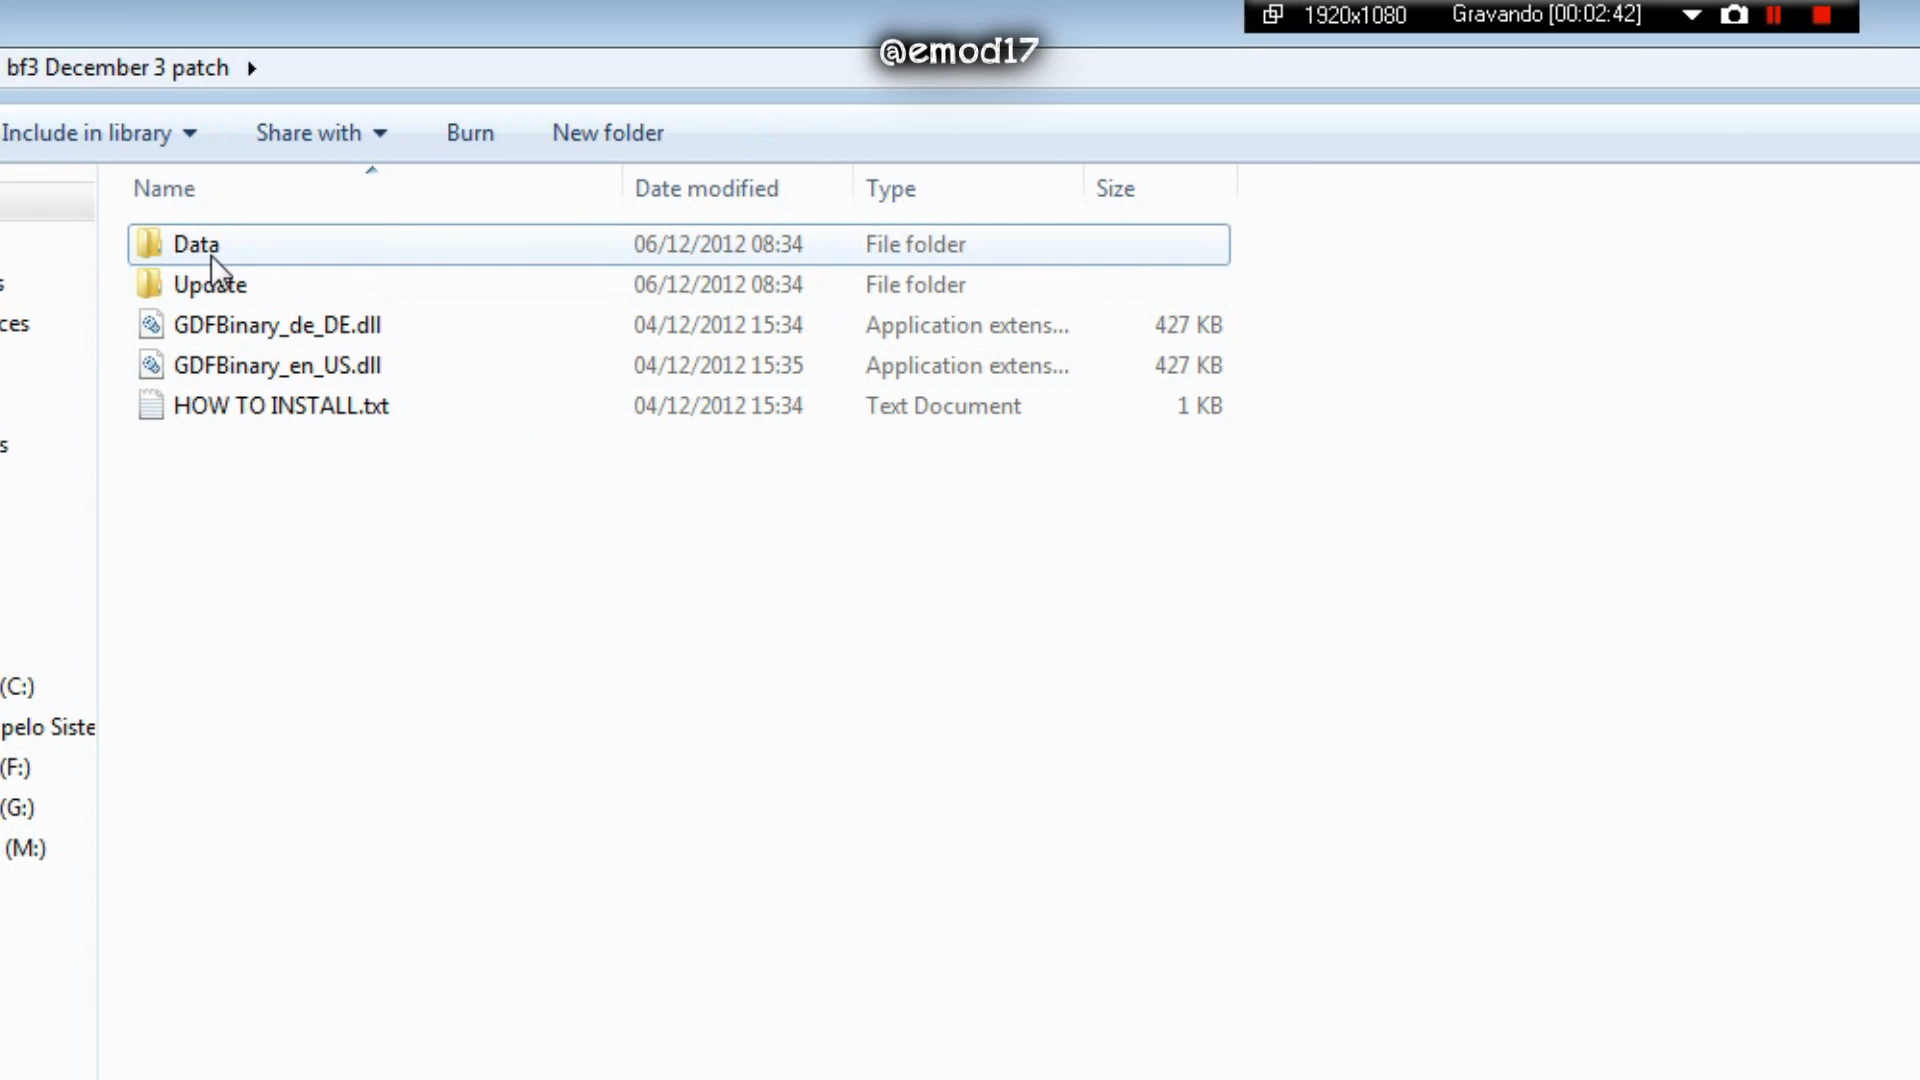 1920x1080 Gravando [00:02:42]
@emod17
bf3 December 3 patch
Include in library Share with Burn New folder
Name Date modified Type Size
Data 06/12/2012 08:34 File folder
Update 06/12/2012 08:34 File folder
GDFBinary_de_DE.dll 04/12/2012 15:34 Application extens... 427 KB
GDFBinary_en_US.dll 04/12/2012 15:35 Application extens... 427 KB
HOW TO INSTALL.txt 04/12/2012 15:34 Text Document 1 KB
s
ces
s
(C:)
pelo Siste
(F:)
(G:)
(M:)